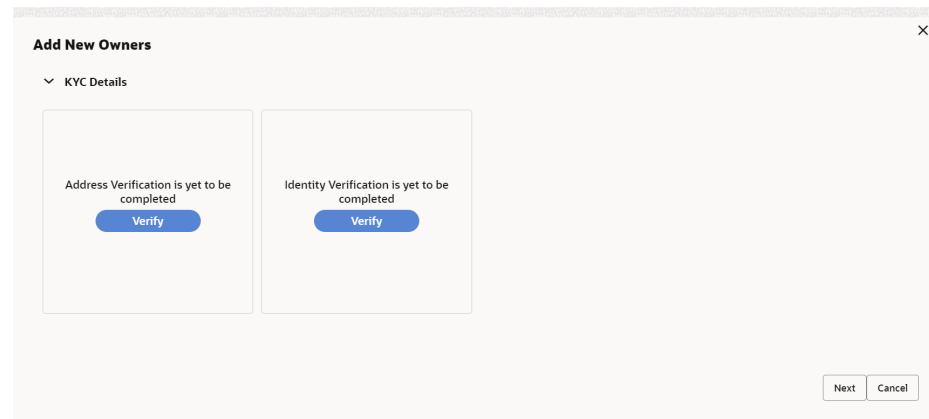 Add New Owners
KYC Details
Address Verification is yet to be
completed
Verify
Identity Verification is yet to be
completed
Verify
Next
Cancel